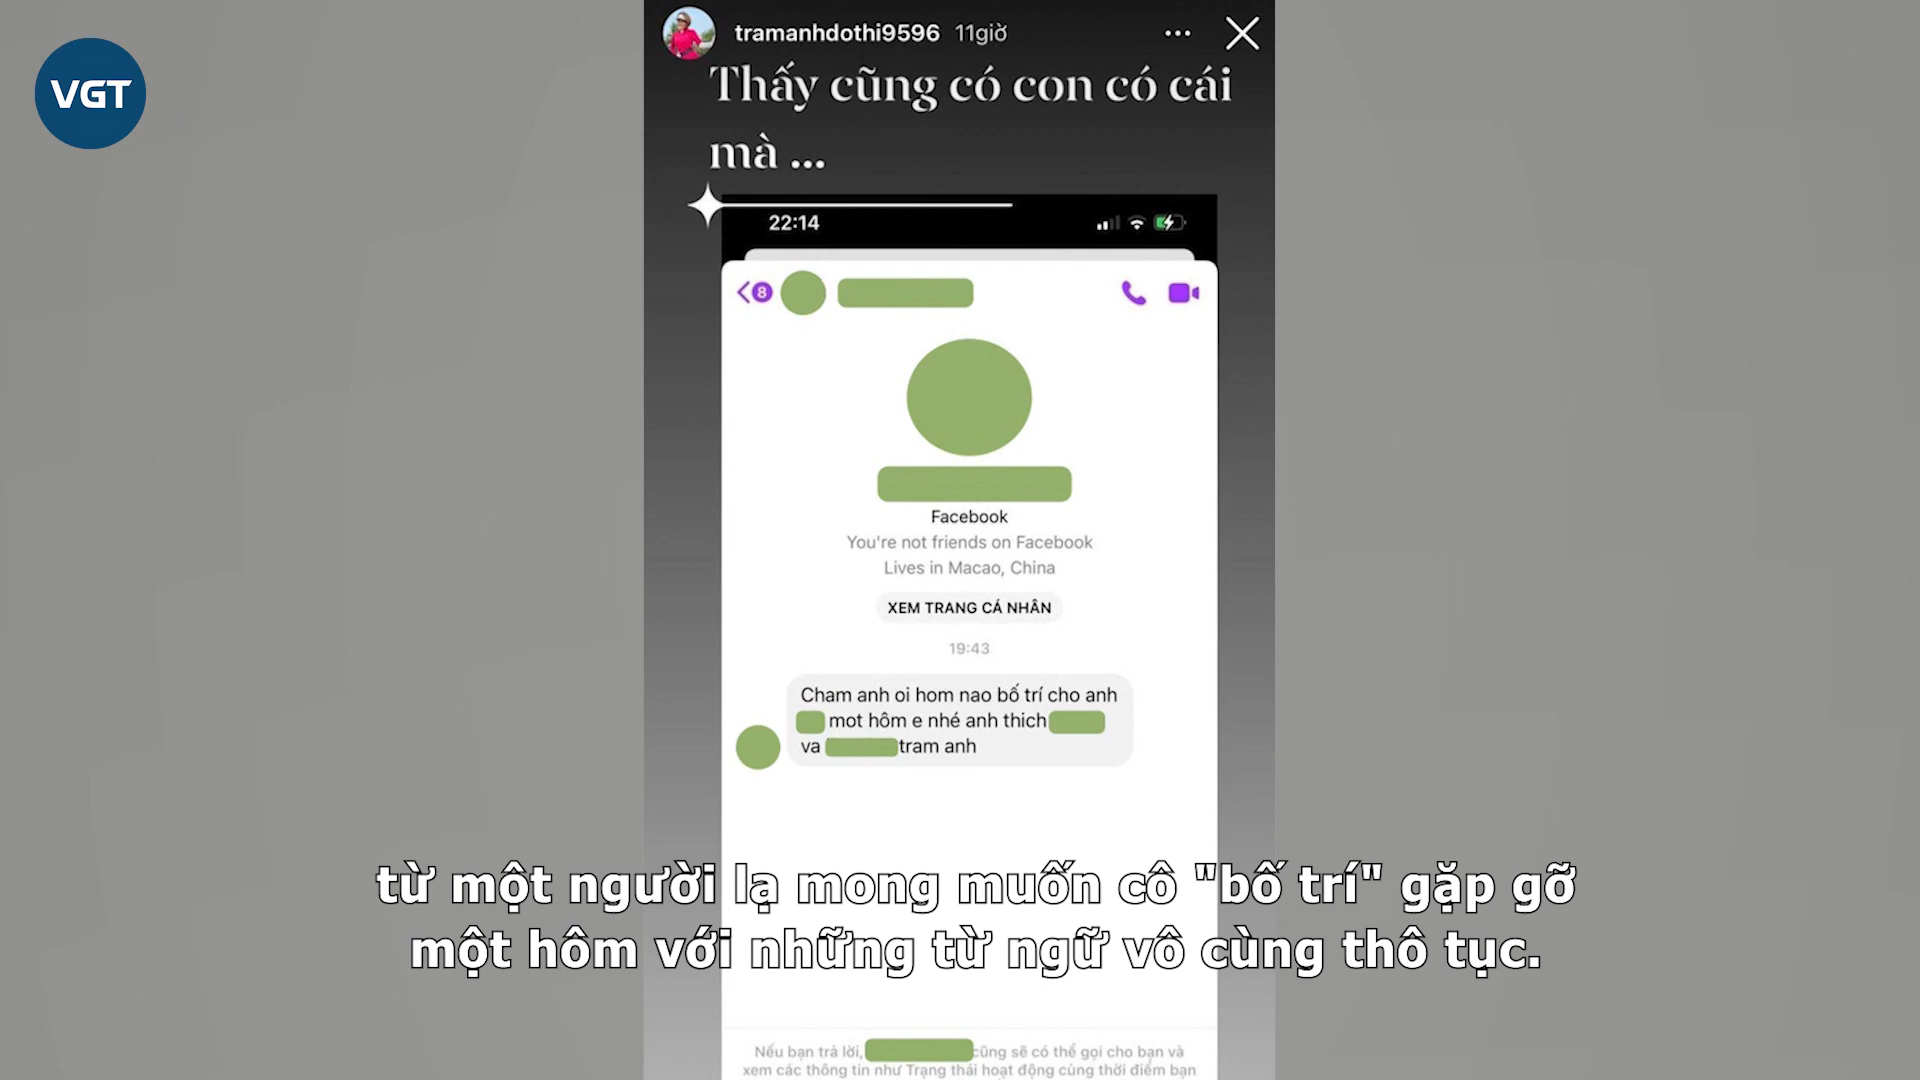 VGT
tramanhdothi9596 11giờ
Thấy cũng có con có cái
mà ...
22:14
8
Facebook
You're not friends on Facebook
Lives in Macao, China
XEM TRANG CÁ NHÂN
19:43
Cham anh oi hom nao bố trí cho anh
mot hôm e nhé anh thich
va tram anh
từ một người lạ mong muốn cô "bố trí" gặp gỡ
một hôm với những từ ngữ vô cùng thô tục.
Nếu bạn trả lời, cũng sẽ có thể gọi cho bạn và
xem các thông tin như Trạng thái hoạt động cùng thời điểm bạn